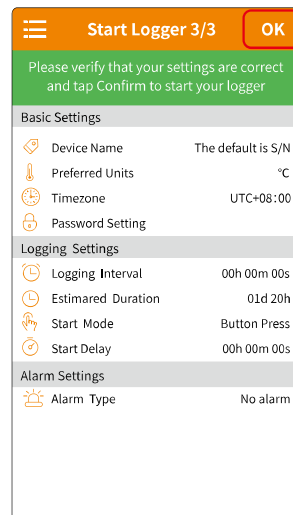 Start Logger 3/3 OK
Please verify that your settings are correct
and tap Confirm to start your logger
Basic Settings
Device Name The default is S/N
Preferred Units °C
Timezone UTC+08:00
Password Setting
Logging Settings
Logging Interval 00h 00m 00s
Estimared Duration 01d 20h
Start Mode Button Press
Start Delay 00h 00m 00s
Alarm Settings
Alarm Type No alarm